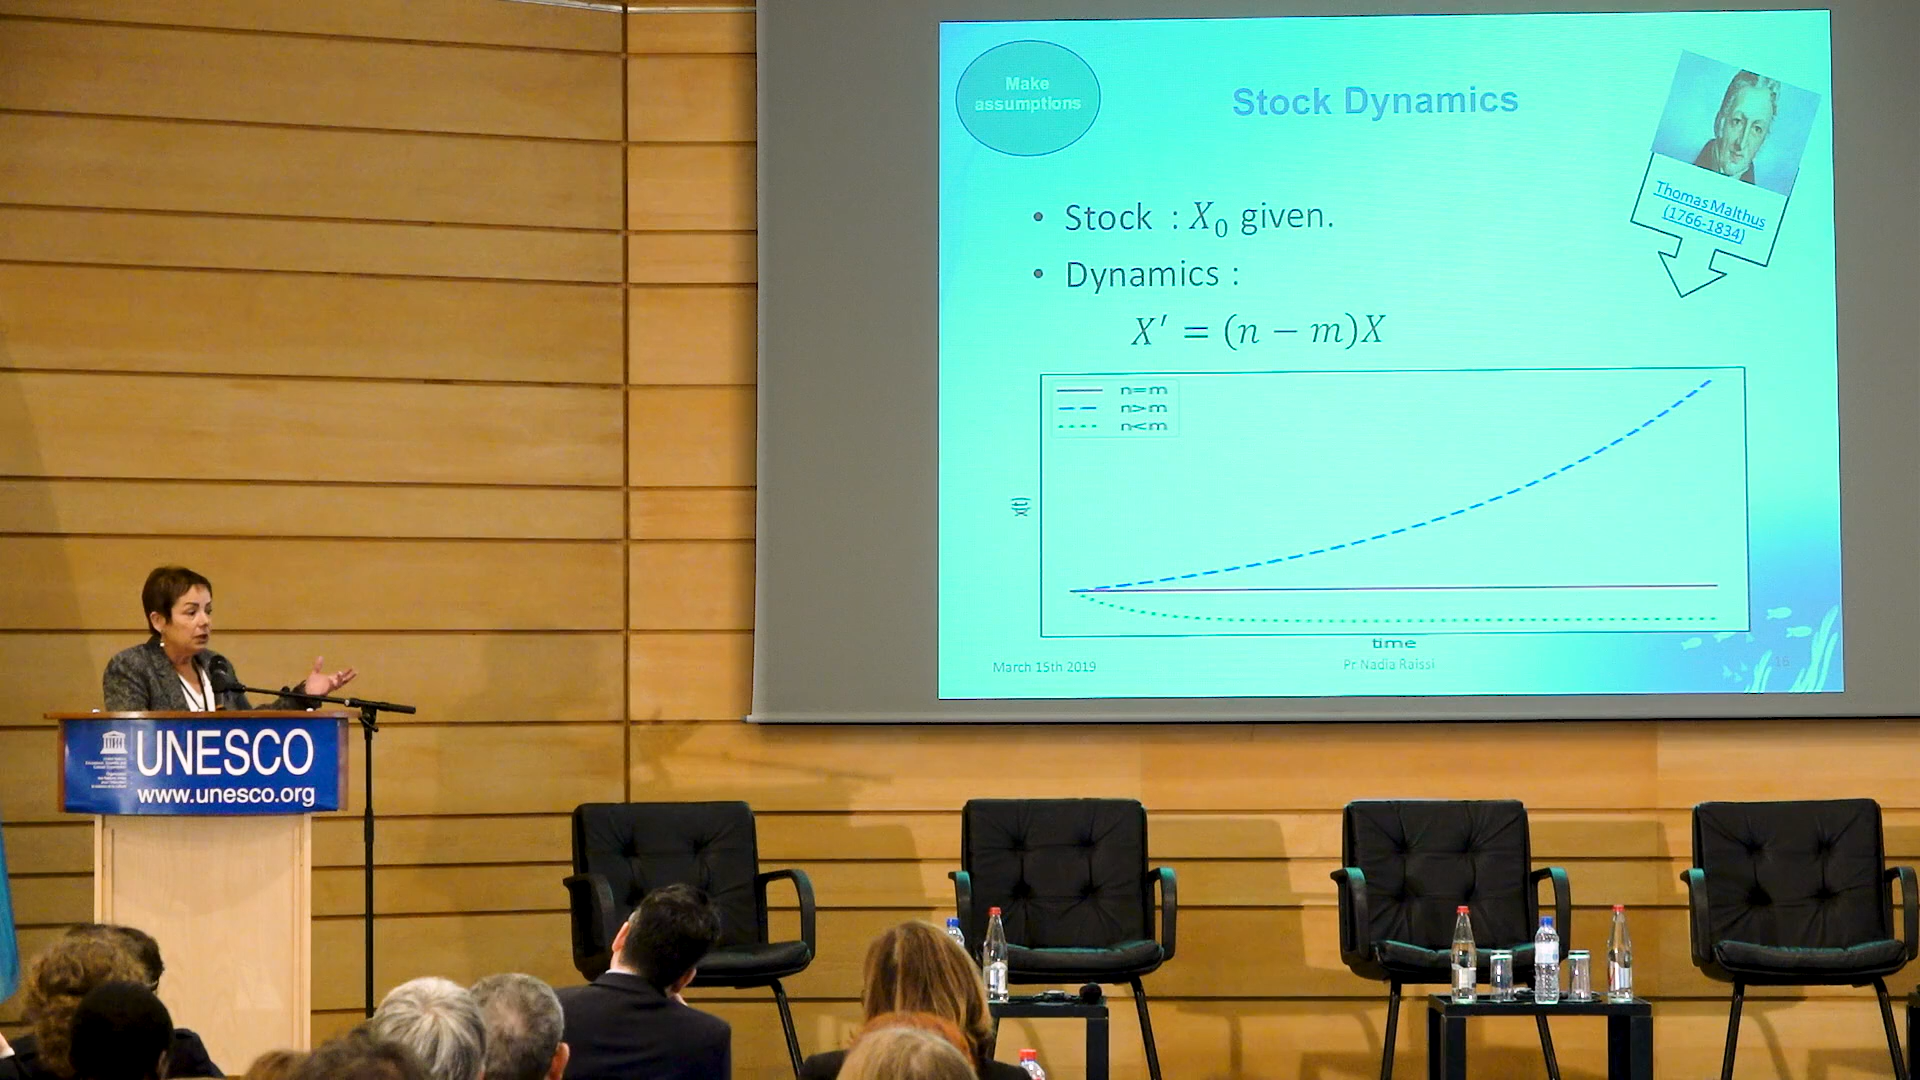 Make
assumptions
Stock Dynamics
Thomas Malthus
(1766-1834)
• Stock : X₀ given.
• Dynamics :
X′ = (n − m)X
n=m
n>m
n<m
X(t)
time
March 15th 2019
Pr Nadia Raissi
16
UNESCO
www.unesco.org